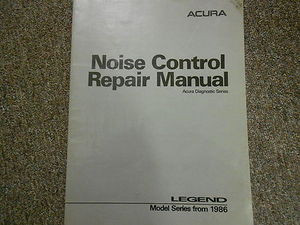 ACURA
Noise Control
Repair Manual
Acura Diagnostic Series
LEGEND
Model Series from 1986